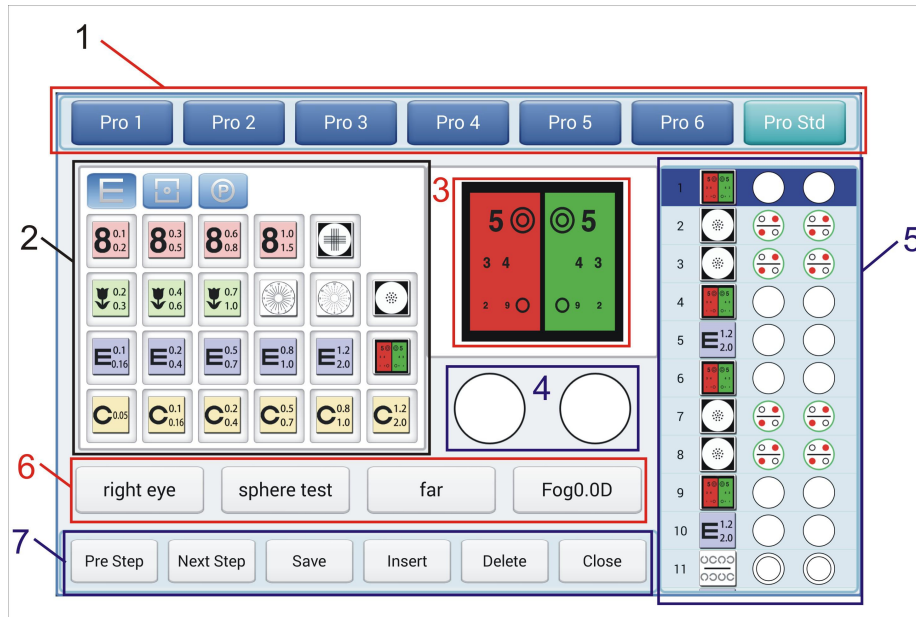 1
Pro 1 Pro 2 Pro 3 Pro 4 Pro 5 Pro 6 Pro Std
2
E P
8 0.1 0.2 8 0.3 0.5 8 0.6 0.8 8 1.0 1.5
0.2 0.3 0.4 0.6 0.7 1.0
E 0.1 0.16 E 0.2 0.4 E 0.5 0.7 E 0.8 1.0 E 1.2 2.0
C 0.05 C 0.1 0.16 C 0.2 0.4 C 0.5 0.7 C 0.8 1.0 C 1.2 2.0
3
5 5
3 4 4 3
2 9 9 2
4
5
1
2
3
4
5 E 1.2 2.0
6
7
8
9
10 E 1.2 2.0
11
6
right eye sphere test far Fog0.0D
7
Pre Step Next Step Save Insert Delete Close